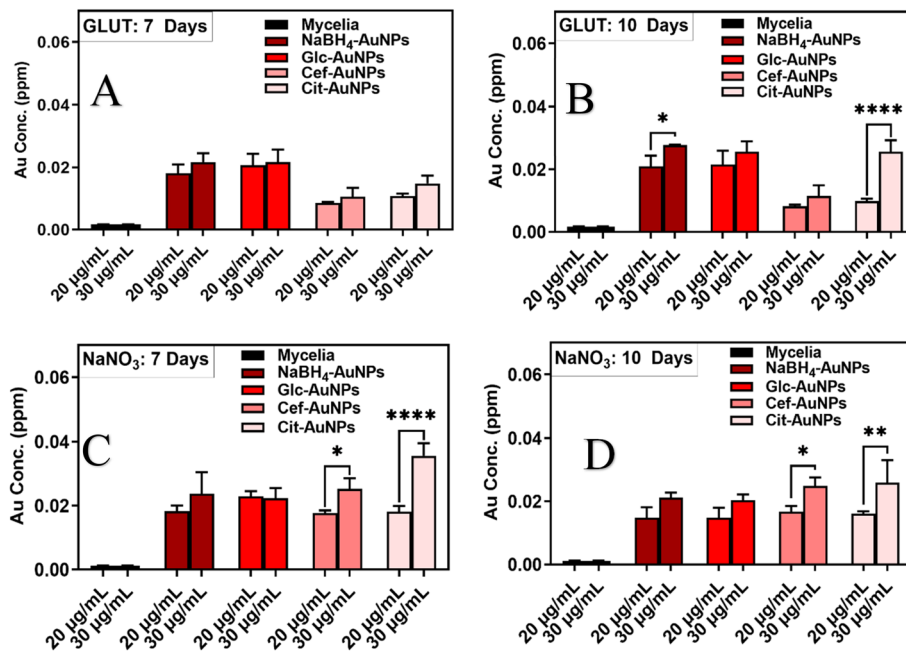 GLUT: 7 Days
Mycelia
NaBH4-AuNPs
Glc-AuNPs
Cef-AuNPs
Cit-AuNPs
A
Au Conc. (ppm)
0.06
0.04
0.02
0.00
20 µg/mL
30 µg/mL
20 µg/mL
30 µg/mL
20 µg/mL
30 µg/mL
20 µg/mL
30 µg/mL
20 µg/mL
30 µg/mL
GLUT: 10 Days
Mycelia
NaBH4-AuNPs
Glc-AuNPs
Cef-AuNPs
Cit-AuNPs
B
*
****
Au Conc. (ppm)
0.06
0.04
0.02
0.00
20 µg/mL
30 µg/mL
20 µg/mL
30 µg/mL
20 µg/mL
30 µg/mL
20 µg/mL
30 µg/mL
20 µg/mL
30 µg/mL
NaNO3: 7 Days
Mycelia
NaBH4-AuNPs
Glc-AuNPs
Cef-AuNPs
Cit-AuNPs
C
*
****
Au Conc. (ppm)
0.06
0.04
0.02
0.00
20 µg/mL
30 µg/mL
20 µg/mL
30 µg/mL
20 µg/mL
30 µg/mL
20 µg/mL
30 µg/mL
20 µg/mL
30 µg/mL
NaNO3: 10 Days
Mycelia
NaBH4-AuNPs
Glc-AuNPs
Cef-AuNPs
Cit-AuNPs
D
*
**
Au Conc. (ppm)
0.06
0.04
0.02
0.00
20 µg/mL
30 µg/mL
20 µg/mL
30 µg/mL
20 µg/mL
30 µg/mL
20 µg/mL
30 µg/mL
20 µg/mL
30 µg/mL